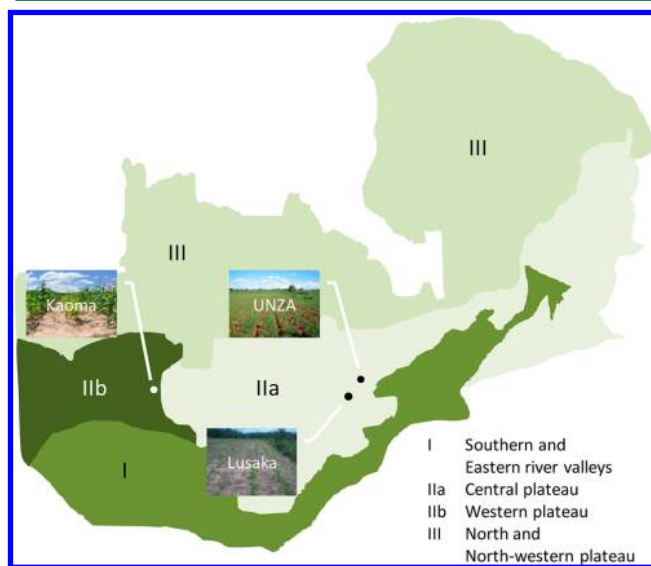 III
III
Kaoma
UNZA
IIb
IIa
Lusaka
I
I Southern and
Eastern river valleys
IIa Central plateau
IIb Western plateau
III North and
North-western plateau